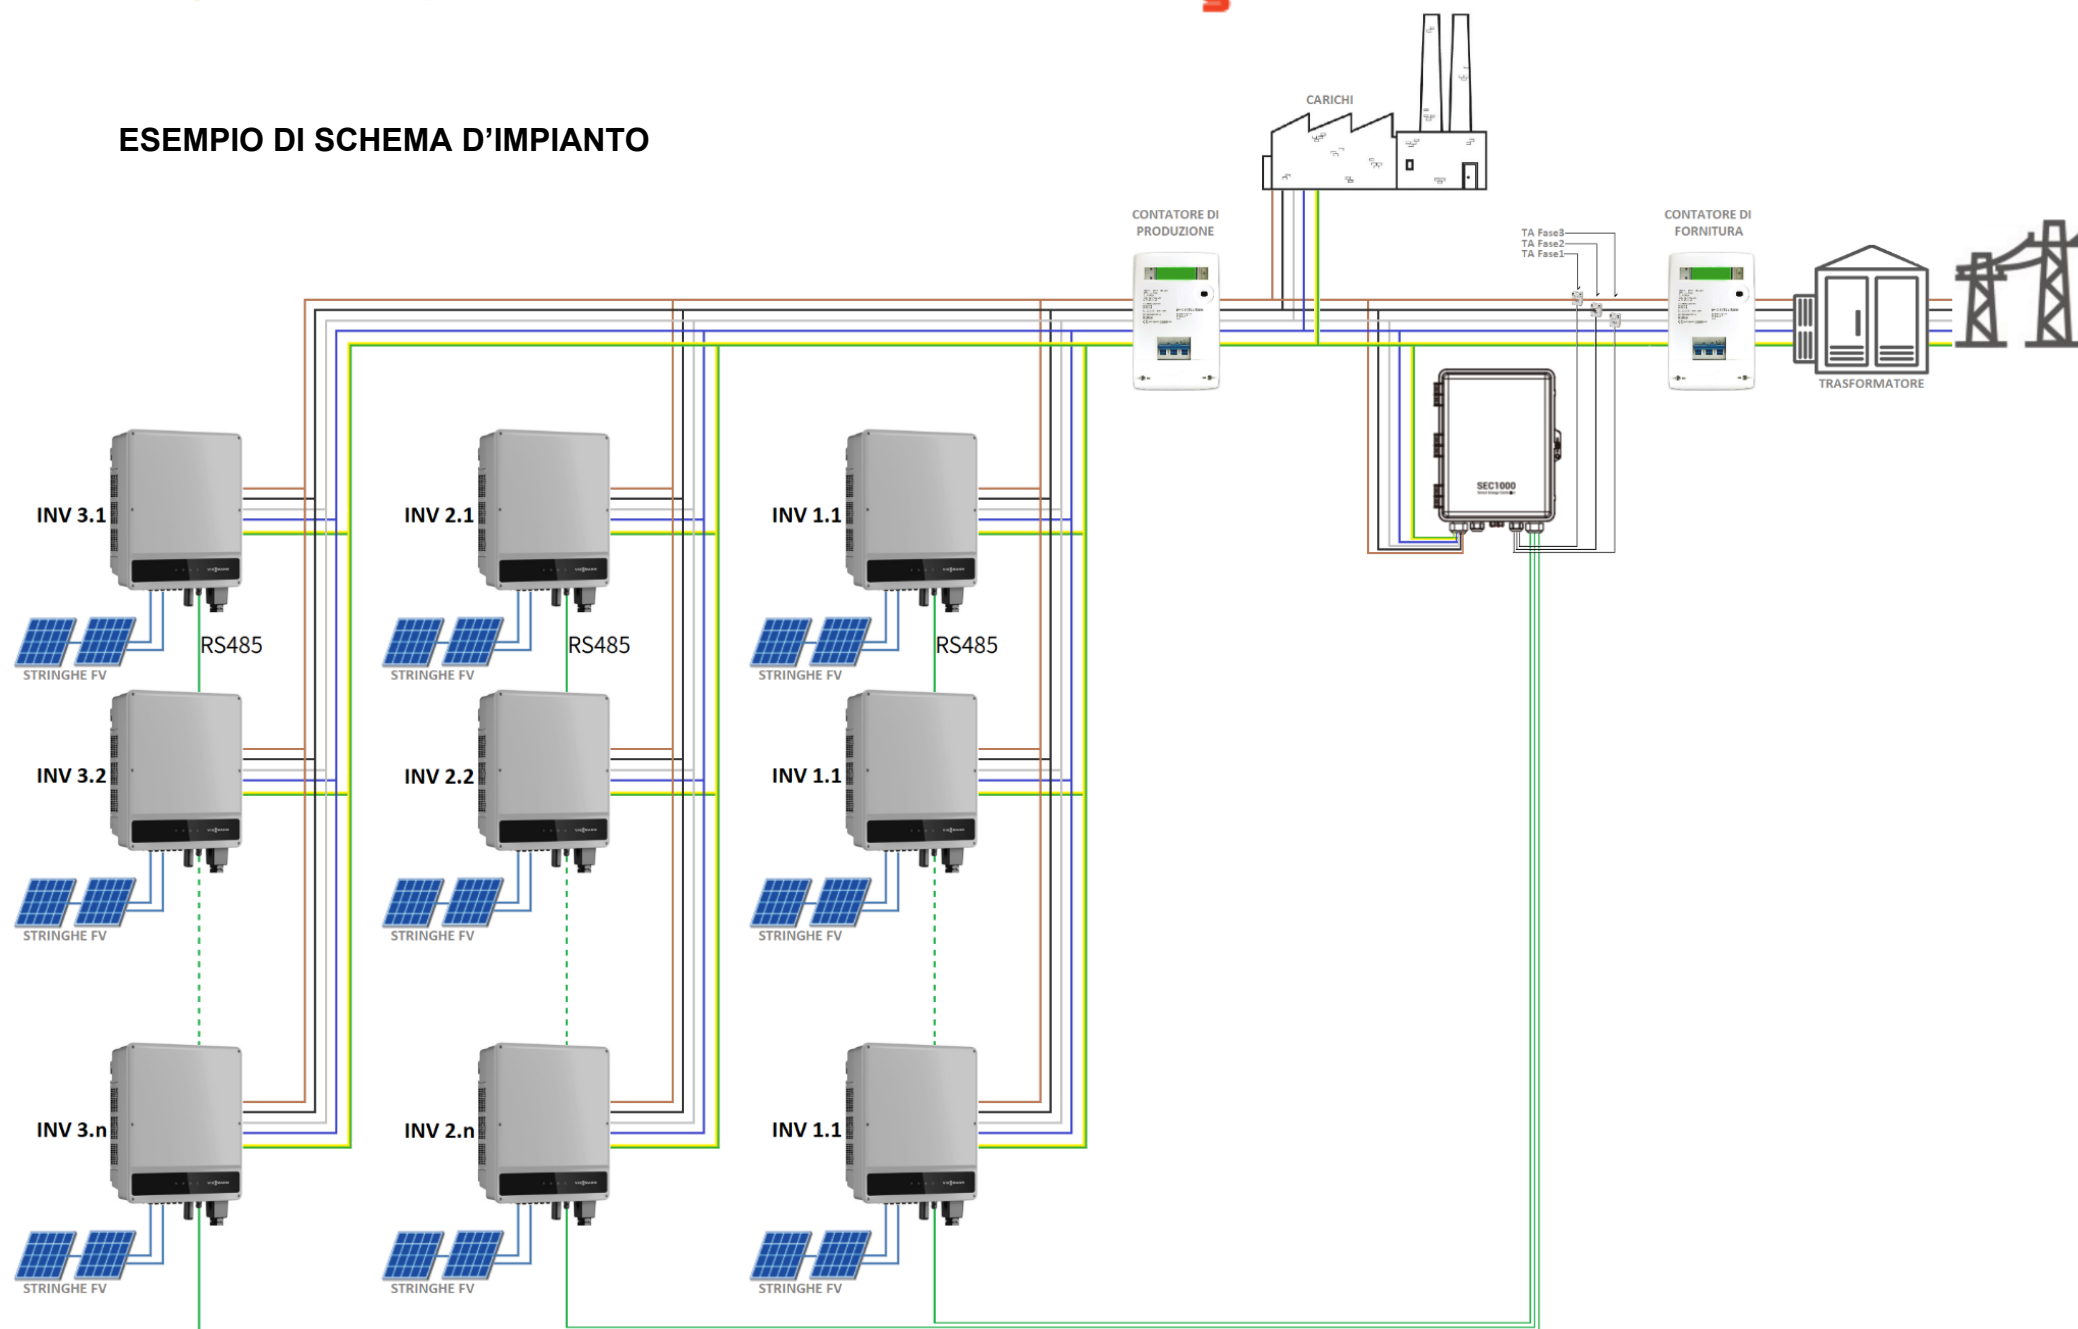 CARICHI
ESEMPIO DI SCHEMA D'IMPIANTO
CONTATORE DI
PRODUZIONE
CONTATORE DI
FORNITURA
TA Fase3
TA Fase2
TA Fase1
TRASFORMATORE
SEC1000
INV 3.1
INV 2.1
INV 1.1
RS485
RS485
RS485
STRINGHE FV
STRINGHE FV
STRINGHE FV
INV 3.2
INV 2.2
INV 1.1
STRINGHE FV
STRINGHE FV
STRINGHE FV
INV 3.n
INV 2.n
INV 1.1
STRINGHE FV
STRINGHE FV
STRINGHE FV